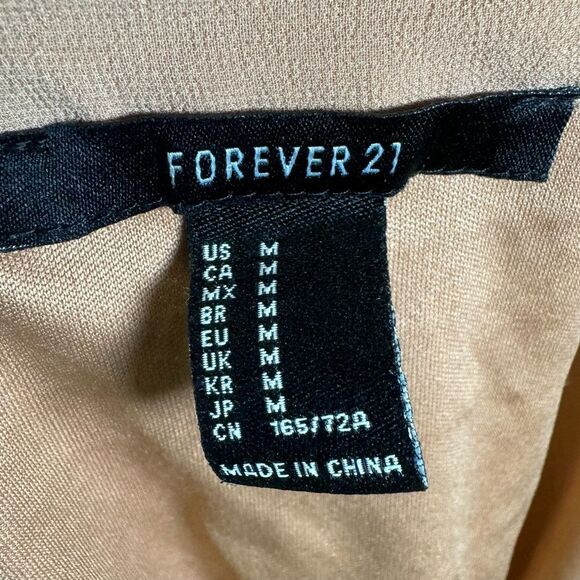 FOREVER 21
US M
CA M
MX M
BR M
EU M
UK M
KR M
JP M
CN 165/72A
MADE IN CHINA